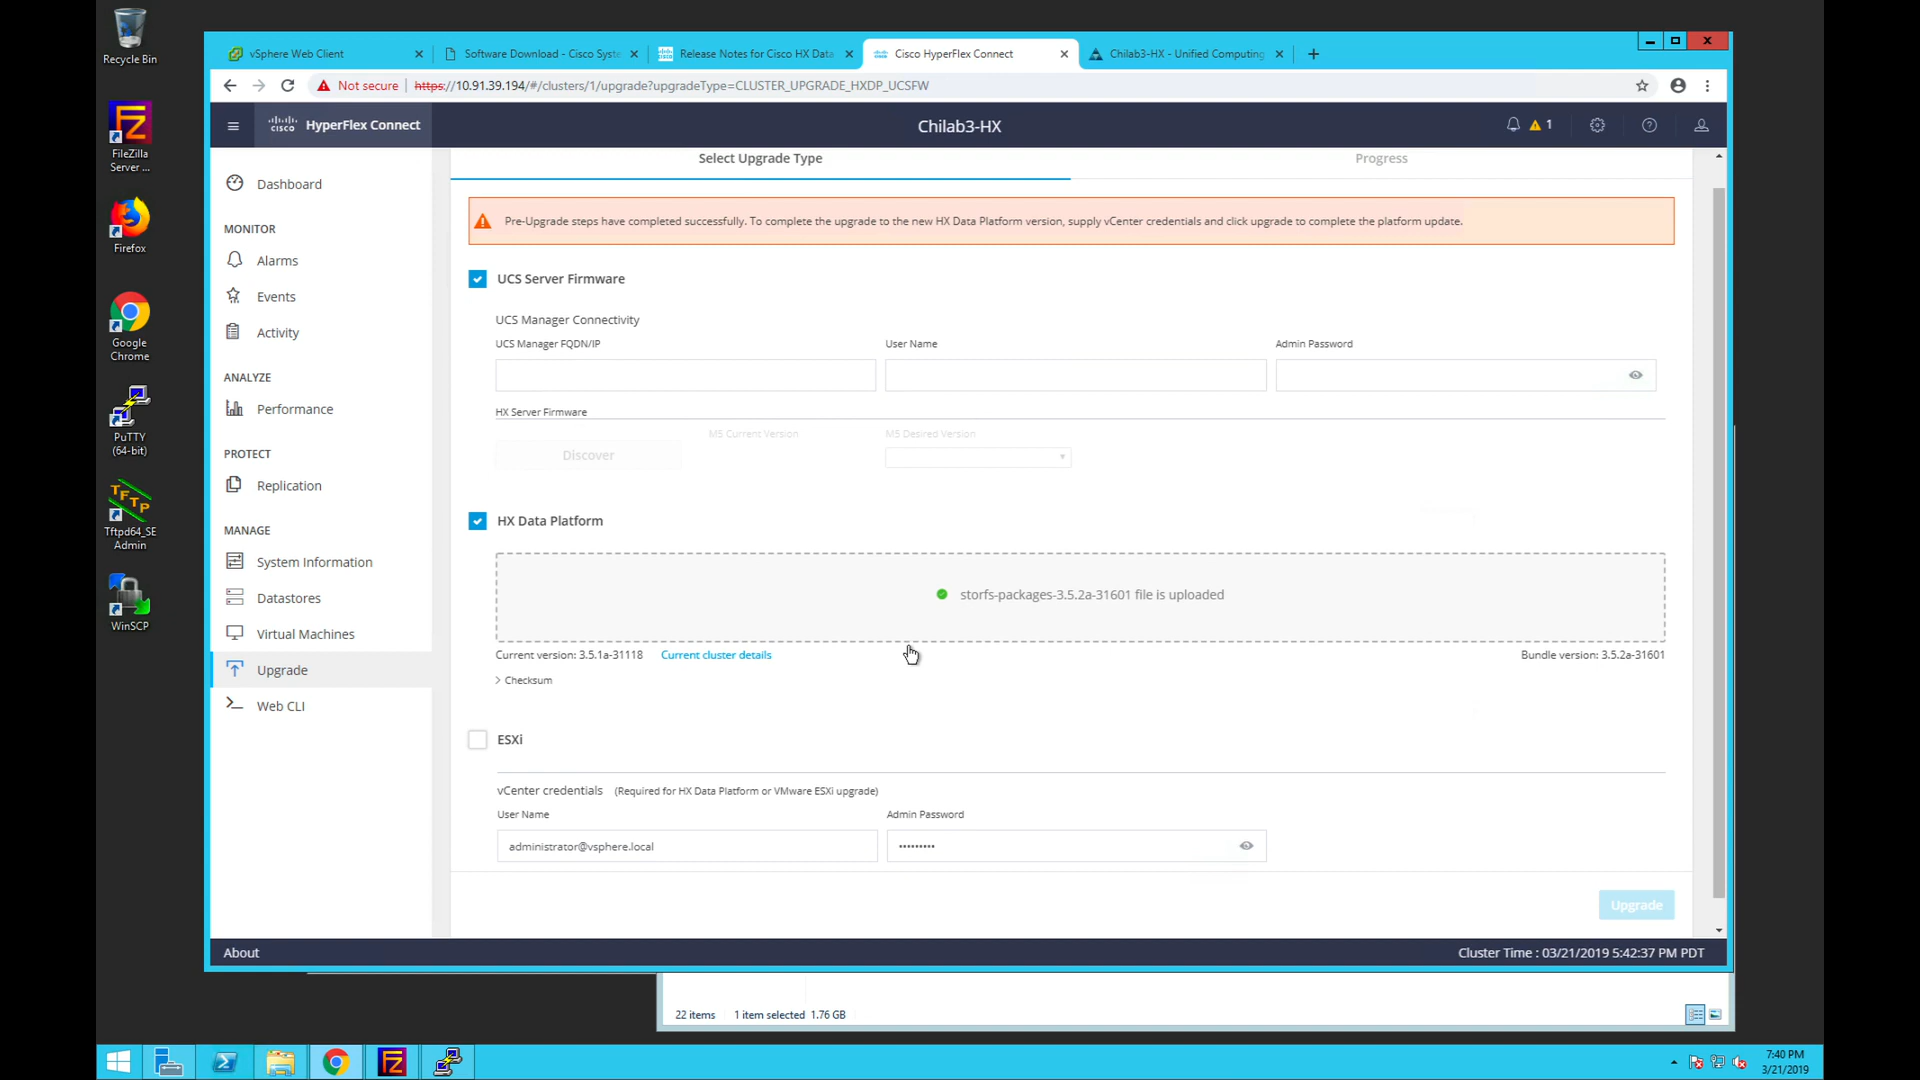 Recycle Bin
FileZilla
Server ...
Firefox
Google
Chrome
PuTTY
(64-bit)
TFTP
Tftpd64_SE
Admin
WinSCP
vSphere Web Client
Software Download - Cisco Syste
Release Notes for Cisco HX Data
Cisco HyperFlex Connect
Chilab3-HX - Unified Computing
Not secure
https://10.91.39.194/#/clusters/1/upgrade?upgradeType=CLUSTER_UPGRADE_HXDP_UCSFW
cisco
HyperFlex Connect
Chilab3-HX
1
Dashboard
MONITOR
Alarms
Events
Activity
ANALYZE
Performance
PROTECT
Replication
MANAGE
System Information
Datastores
Virtual Machines
Upgrade
Web CLI
Select Upgrade Type
Progress
Pre-Upgrade steps have completed successfully. To complete the upgrade to the new HX Data Platform version, supply vCenter credentials and click upgrade to complete the platform update.
UCS Server Firmware
UCS Manager Connectivity
UCS Manager FQDN/IP
User Name
Admin Password
HX Server Firmware
Discover
M5 Current Version
M5 Desired Version
HX Data Platform
storfs-packages-3.5.2a-31601 file is uploaded
Current version: 3.5.1a-31118
Current cluster details
Bundle version: 3.5.2a-31601
Checksum
ESXi
vCenter credentials (Required for HX Data Platform or VMware ESXi upgrade)
User Name
Admin Password
administrator@vsphere.local
•••••••••
Upgrade
About
Cluster Time : 03/21/2019 5:42:37 PM PDT
22 items
1 item selected 1.76 GB
7:40 PM
3/21/2019